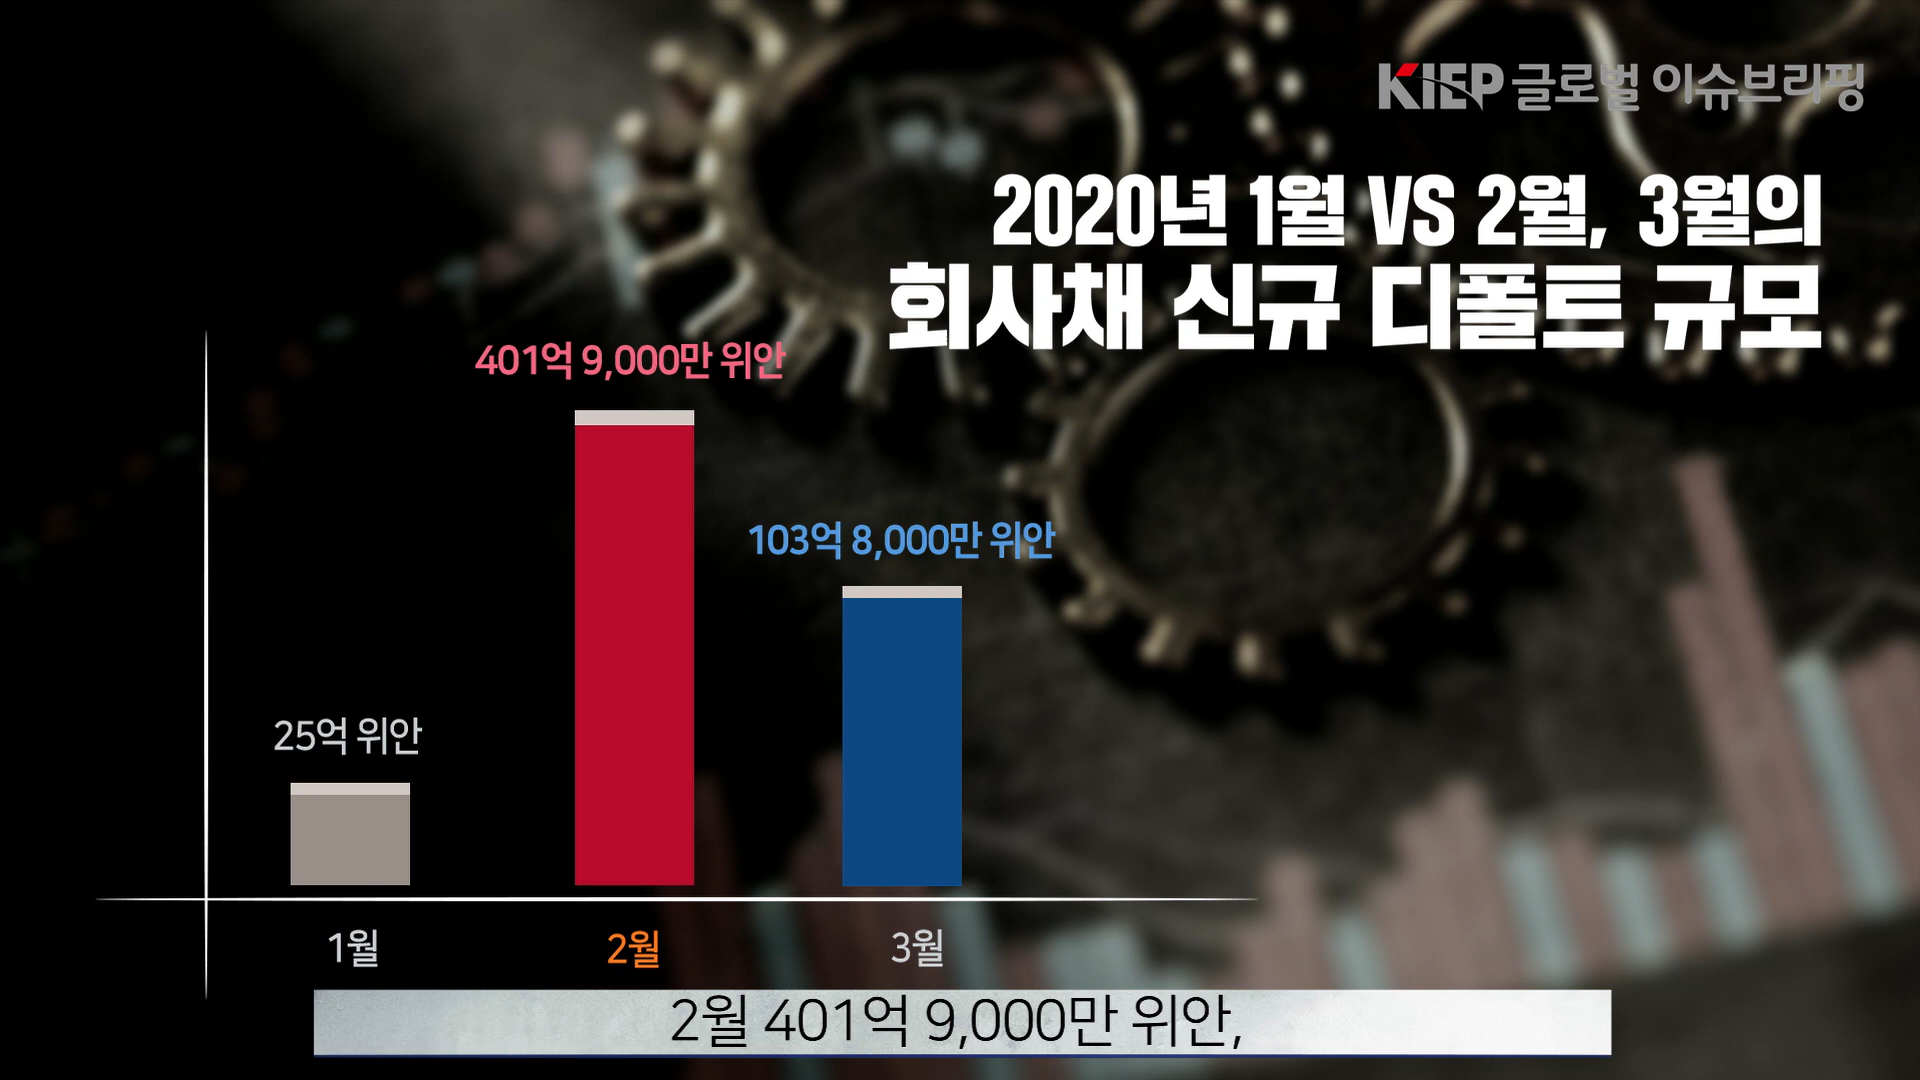 KIEP 글로벌 이슈브리핑
2020년 1월 VS 2월, 3월의
회사채 신규 디폴트 규모
401억 9,000만 위안
103억 8,000만 위안
25억 위안
1월
2월
3월
2월 401억 9,000만 위안,